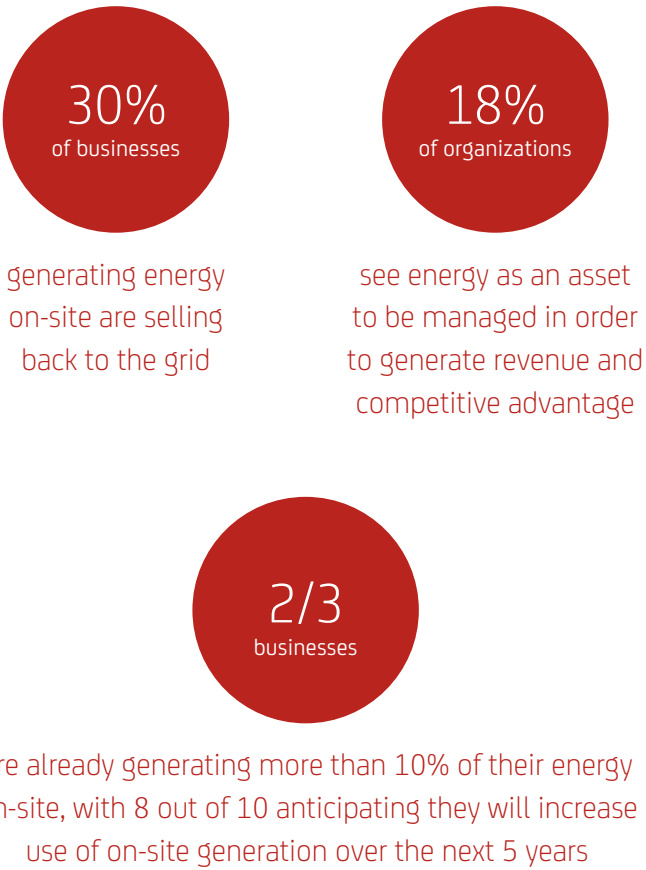 30%
of businesses
generating energy
on-site are selling
back to the grid
18%
of organizations
see energy as an asset
to be managed in order
to generate revenue and
competitive advantage
2/3
businesses
re already generating more than 10% of their energy
n-site, with 8 out of 10 anticipating they will increase
use of on-site generation over the next 5 years